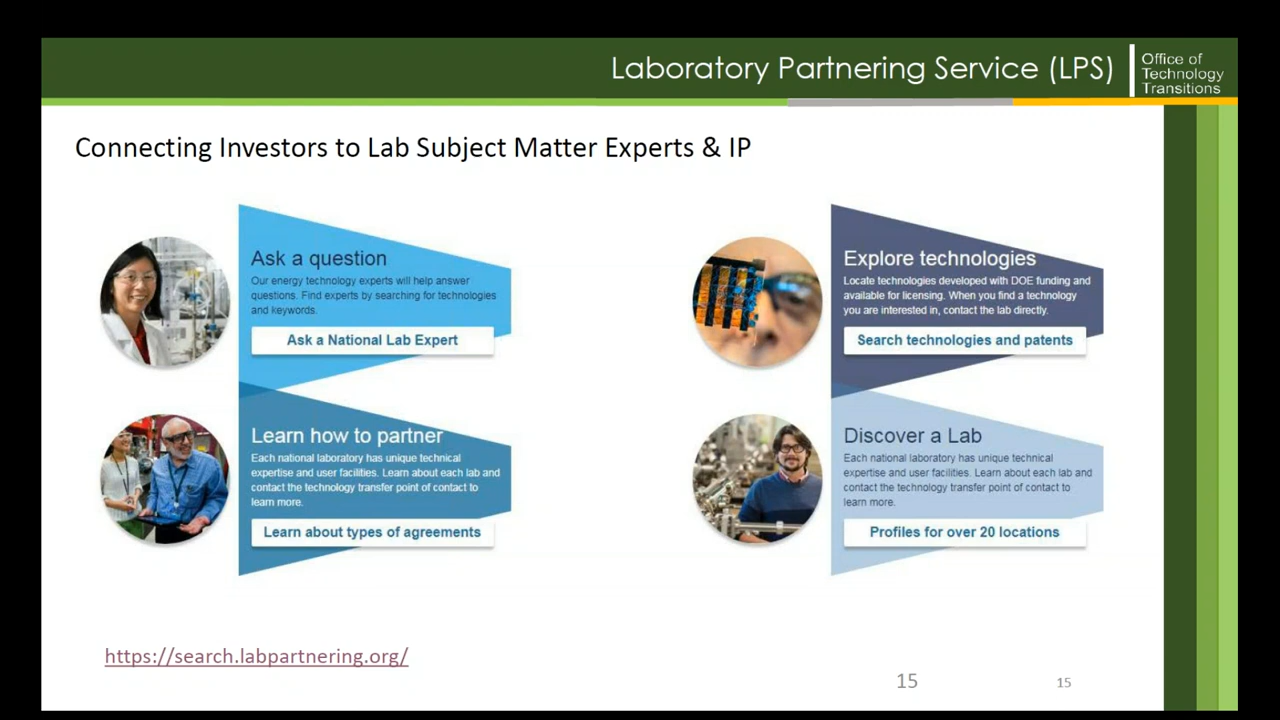 Laboratory Partnering Service (LPS)
Office of
Technology
Transitions
Connecting Investors to Lab Subject Matter Experts & IP
Ask a question
Our energy technology experts will help answer
questions. Find experts by searching for technologies
and keywords.
Ask a National Lab Expert
Learn how to partner
Each national laboratory has unique technical
expertise and user facilities. Learn about each lab and
contact the technology transfer point of contact to
learn more.
Learn about types of agreements
Explore technologies
Locate technologies developed with DOE funding and
available for licensing. When you find a technology
you are interested in, contact the lab directly.
Search technologies and patents
Discover a Lab
Each national laboratory has unique technical
expertise and user facilities. Learn about each lab and
contact the technology transfer point of contact to
learn more.
Profiles for over 20 locations
https://search.labpartnering.org/
15
15